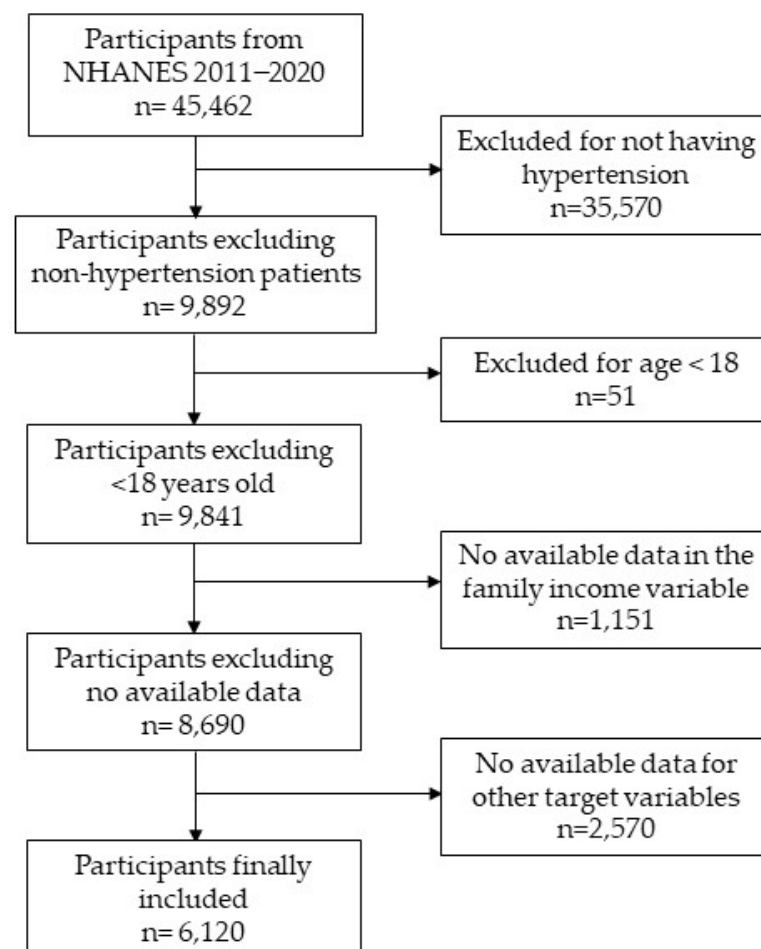 Participants from
NHANES 2011–2020
n= 45,462
Excluded for not having
hypertension
n=35,570
Participants excluding
non-hypertension patients
n= 9,892
Excluded for age < 18
n=51
Participants excluding
<18 years old
n= 9,841
No available data in the
family income variable
n=1,151
Participants excluding
no available data
n= 8,690
No available data for
other target variables
n=2,570
Participants finally
included
n= 6,120